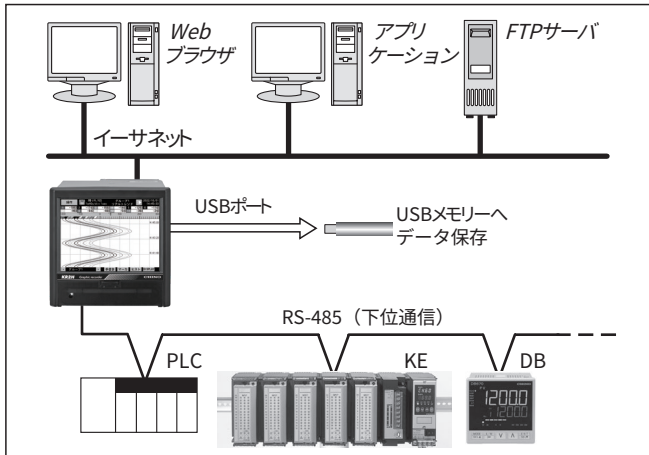 Web
ブラウザ
アプリ
ケーション
FTPサーバ
イーサネット
USBポート
USBメモリーへ
データ保存
RS-485（下位通信）
PLC
KE
DB